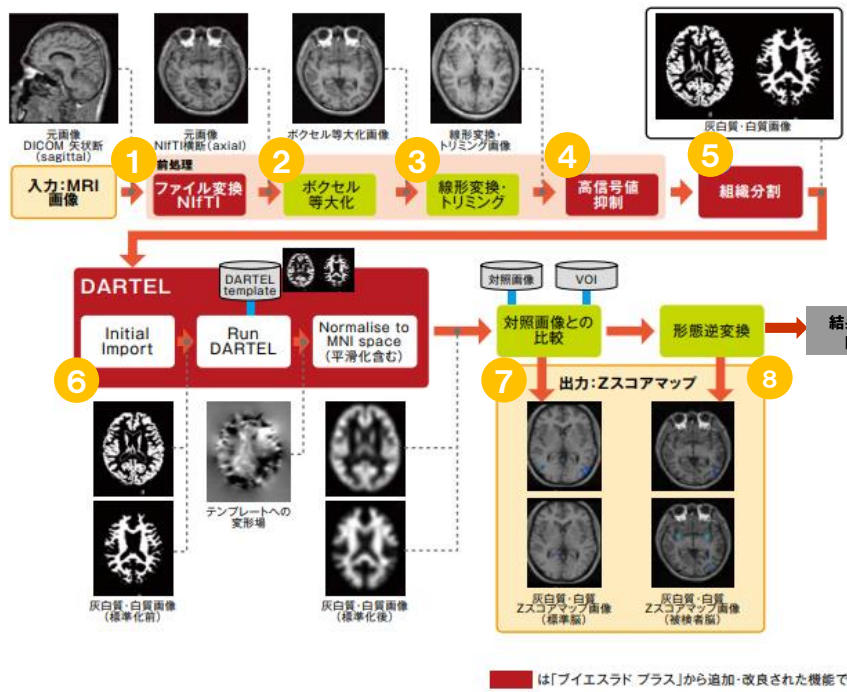 元画像
DICOM 矢状断
(sagittal)
元画像
NIfTI横断(axial)
ボクセル等大化画像
線形変換・
トリミング画像
灰白質・白質画像
1
2
3
4
5
前処理
入力:MRI
画像
ファイル変換
NIfTI
ボクセル
等大化
線形変換・
トリミング
高信号値
抑制
組織分割
DARTEL
DARTEL
template
Initial
Import
Run
DARTEL
Normalise to
MNI space
(平滑化含む)
対照画像
VOI
対照画像との
比較
形態逆変換
6
7
8
出力:Zスコアマップ
テンプレートへの
変形場
灰白質・白質画像
(標準化前)
灰白質・白質画像
(標準化後)
灰白質・白質
Zスコアマップ画像
(標準脳)
灰白質・白質
Zスコアマップ画像
(被検者脳)
は「ブイエスラド プラス」から追加・改良された機能で